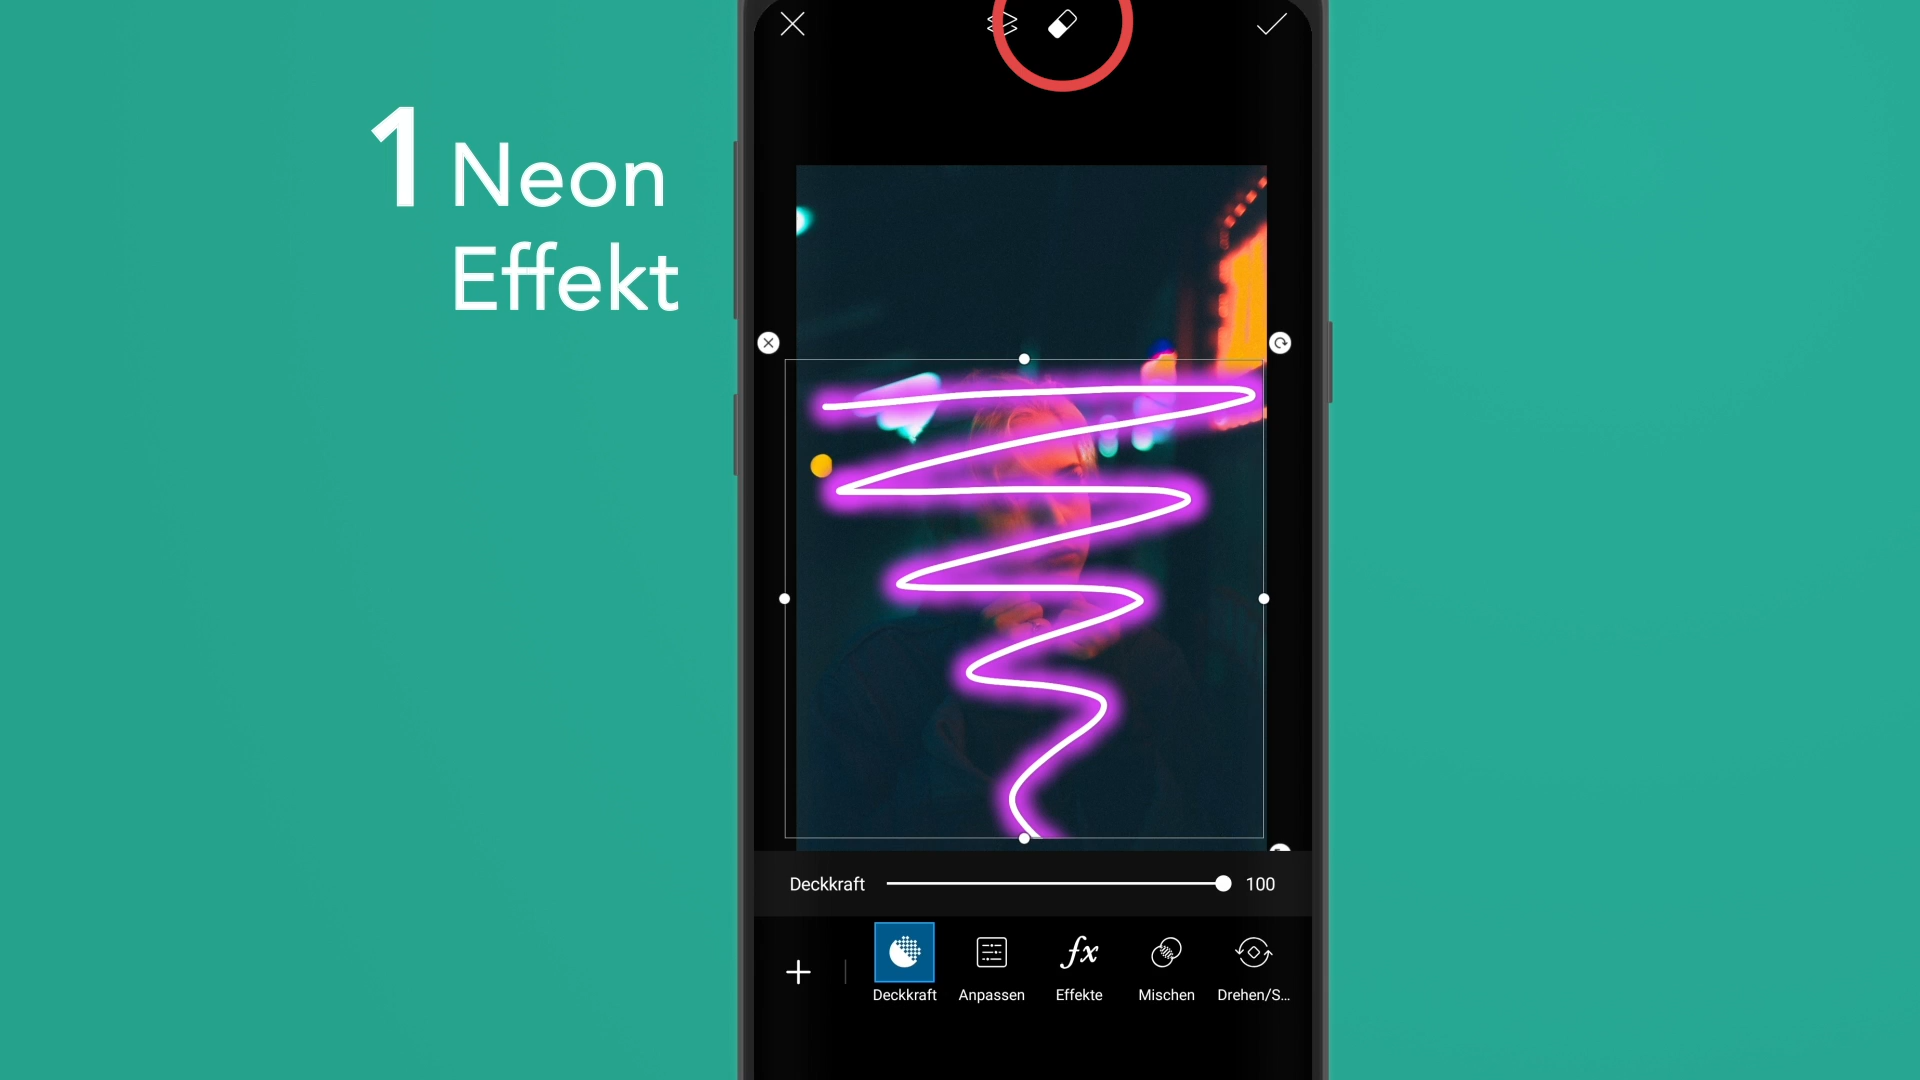 1 Neon
Effekt
Deckkraft 100
Deckkraft Anpassen Effekte Mischen Drehen/S...